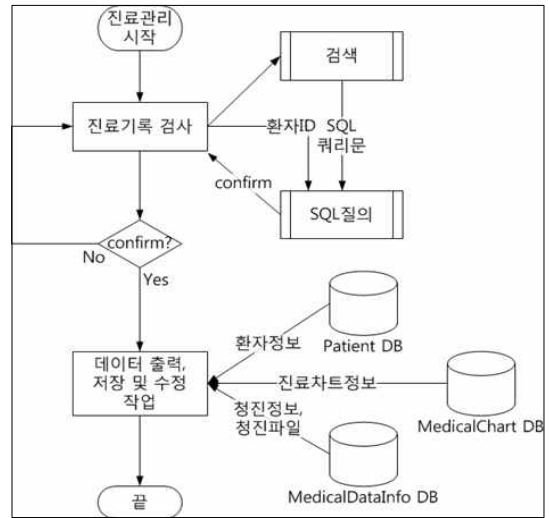 진료관리
시작
검색
진료기록 검사
환자ID SQL
쿼리문
confirm
SQL질의
confirm?
No
Yes
환자정보
Patient DB
데이터 출력,
저장 및 수정
작업
진료차트정보
MedicalChart DB
청진정보,
청진파일
MedicalDataInfo DB
끝